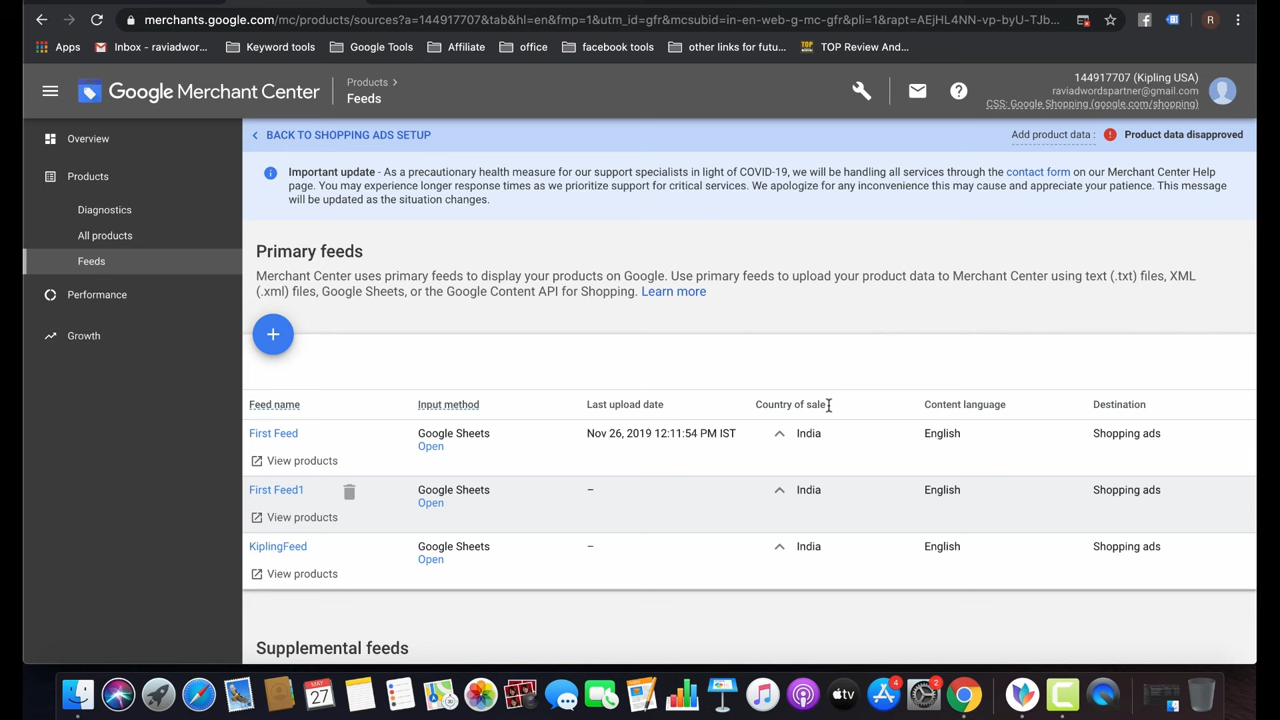 merchants.google.com/mc/products/sources?a=144917707&tab&hl=en&fmp=1&utm_id=gfr&mcsubid=in-en-web-g-mc-gfr&pli=1&rapt=AEjHL4NN-vp-byU-TJb...
R
Apps
Inbox - raviadwor...
Keyword tools
Google Tools
Affiliate
office
facebook tools
other links for futu...
TOP Review And...
Google Merchant Center
Products
Feeds
144917707 (Kipling USA)
raviadwordspartner@gmail.com
CSS: Google Shopping (google.com/shopping)
Overview
Products
Diagnostics
All products
Feeds
Performance
Growth
BACK TO SHOPPING ADS SETUP
Add product data :
Product data disapproved
Important update - As a precautionary health measure for our support specialists in light of COVID-19, we will be handling all services through the contact form on our Merchant Center Help
page. You may experience longer response times as we prioritize support for critical services. We apologize for any inconvenience this may cause and appreciate your patience. This message
will be updated as the situation changes.
Primary feeds
Merchant Center uses primary feeds to display your products on Google. Use primary feeds to upload your product data to Merchant Center using text (.txt) files, XML
(.xml) files, Google Sheets, or the Google Content API for Shopping. Learn more
+
Feed name Input method Last upload date Country of sale Content language Destination
First Feed Google Sheets Nov 26, 2019 12:11:54 PM IST India English Shopping ads
Open
View products
First Feed1 Google Sheets – India English Shopping ads
Open
View products
KiplingFeed Google Sheets – India English Shopping ads
Open
View products
Supplemental feeds
MAY
27
tv
4
2